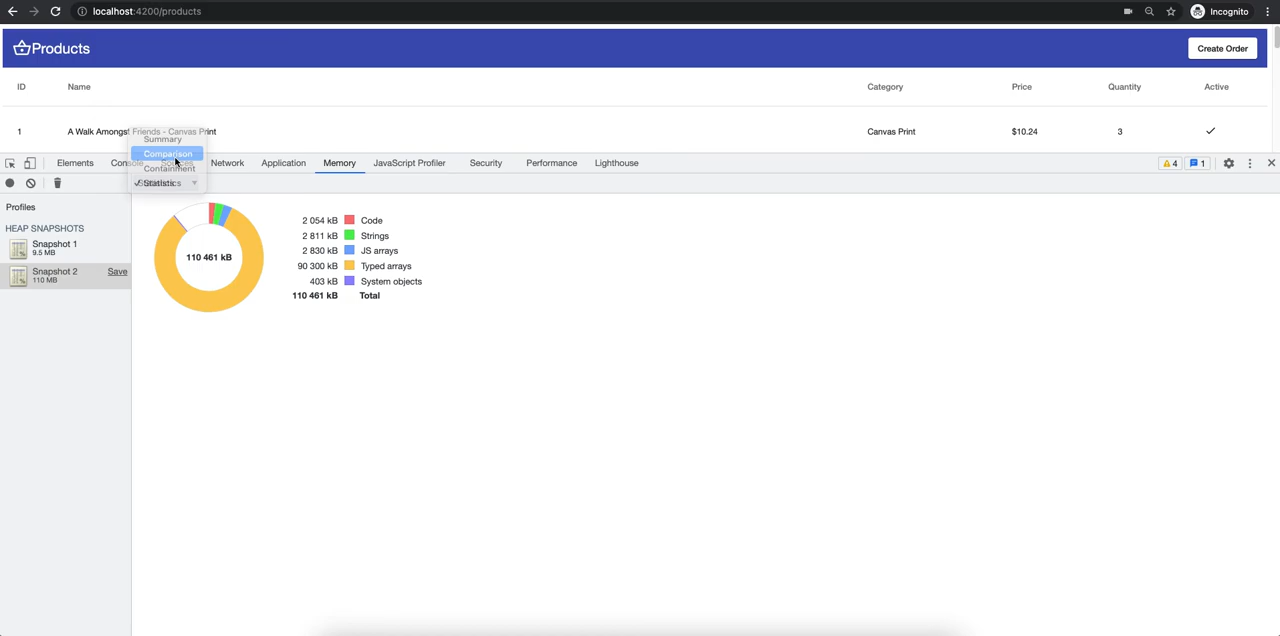 localhost:4200/products
Incognito
Products
Create Order
ID Name Category Price Quantity Active
1 A Walk Amongst Friends - Canvas Print Canvas Print $10.24 3
Summary
Comparison
Containment
✓ Statistics
Elements Console Sources Network Application Memory JavaScript Profiler Security Performance Lighthouse 4 1
Profiles
HEAP SNAPSHOTS
Snapshot 1
9.5 MB
Snapshot 2 Save
110 MB
110 461 kB
2 054 kB Code
2 811 kB Strings
2 830 kB JS arrays
90 300 kB Typed arrays
403 kB System objects
110 461 kB Total